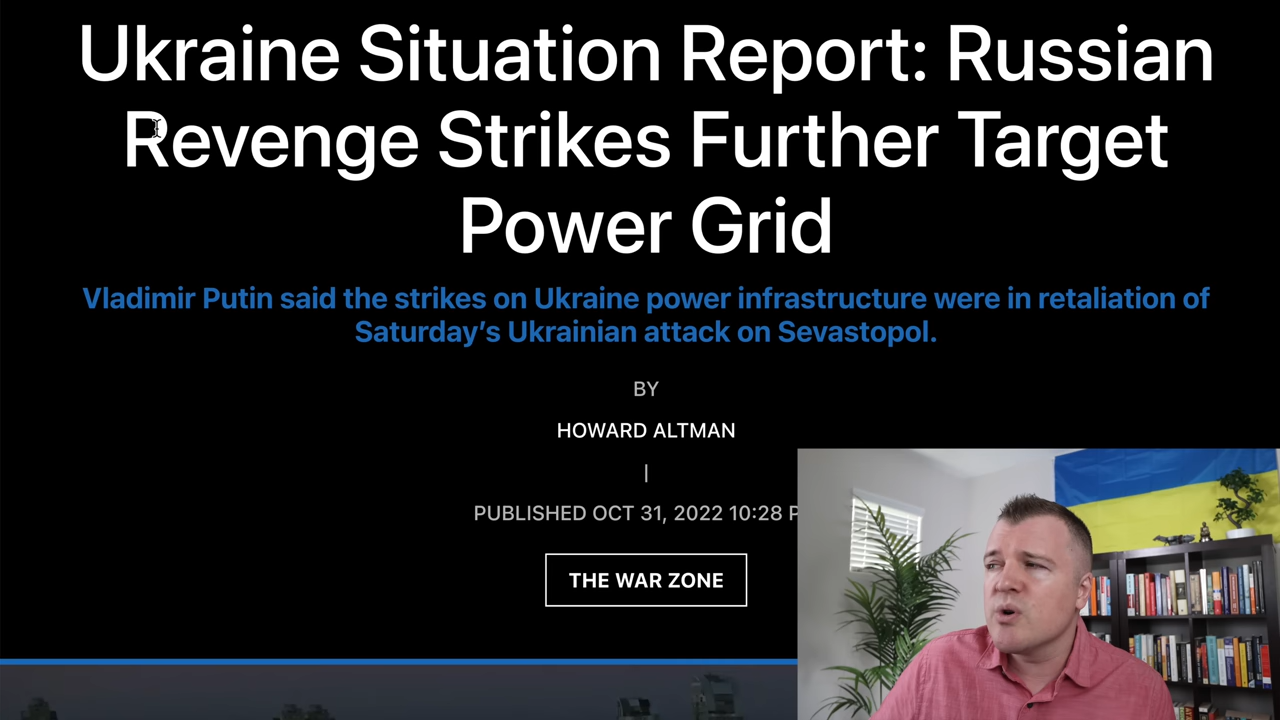 Ukraine Situation Report: Russian
Revenge Strikes Further Target
Power Grid
Vladimir Putin said the strikes on Ukraine power infrastructure were in retaliation of
Saturday’s Ukrainian attack on Sevastopol.
BY
HOWARD ALTMAN
|
PUBLISHED OCT 31, 2022 10:28 P
THE WAR ZONE